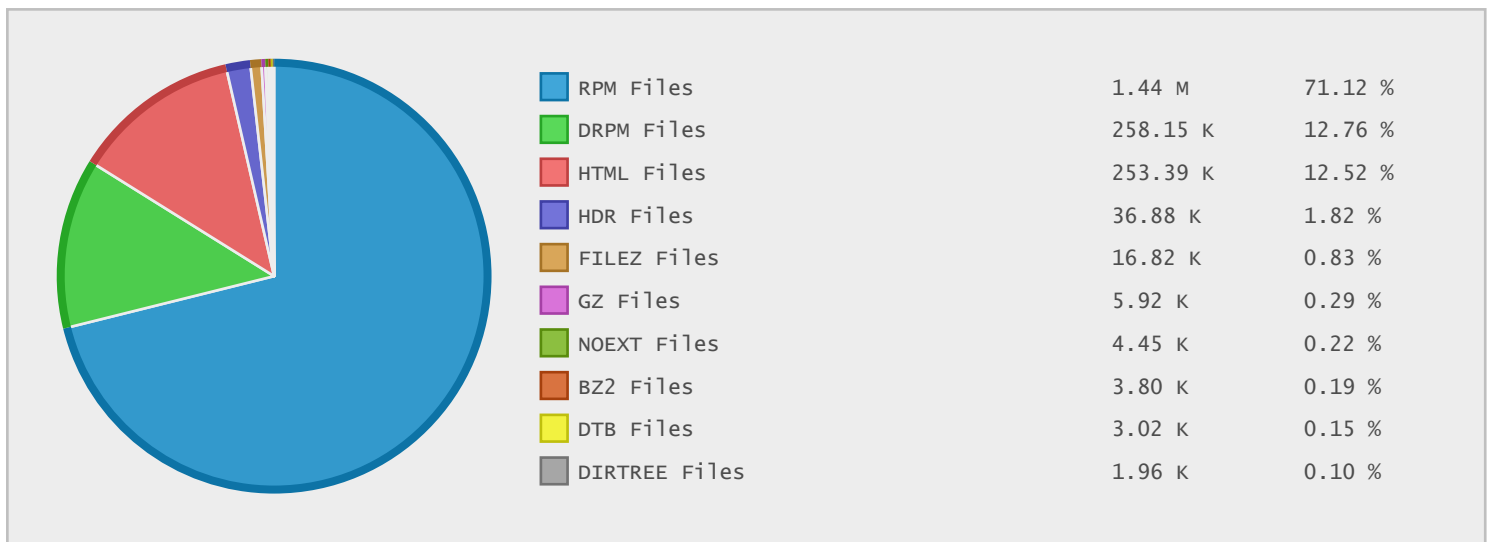 RPM Files 1.44 M 71.12 %
DRPM Files 258.15 K 12.76 %
HTML Files 253.39 K 12.52 %
HDR Files 36.88 K 1.82 %
FILEZ Files 16.82 K 0.83 %
GZ Files 5.92 K 0.29 %
NOEXT Files 4.45 K 0.22 %
BZ2 Files 3.80 K 0.19 %
DTB Files 3.02 K 0.15 %
DIRTREE Files 1.96 K 0.10 %